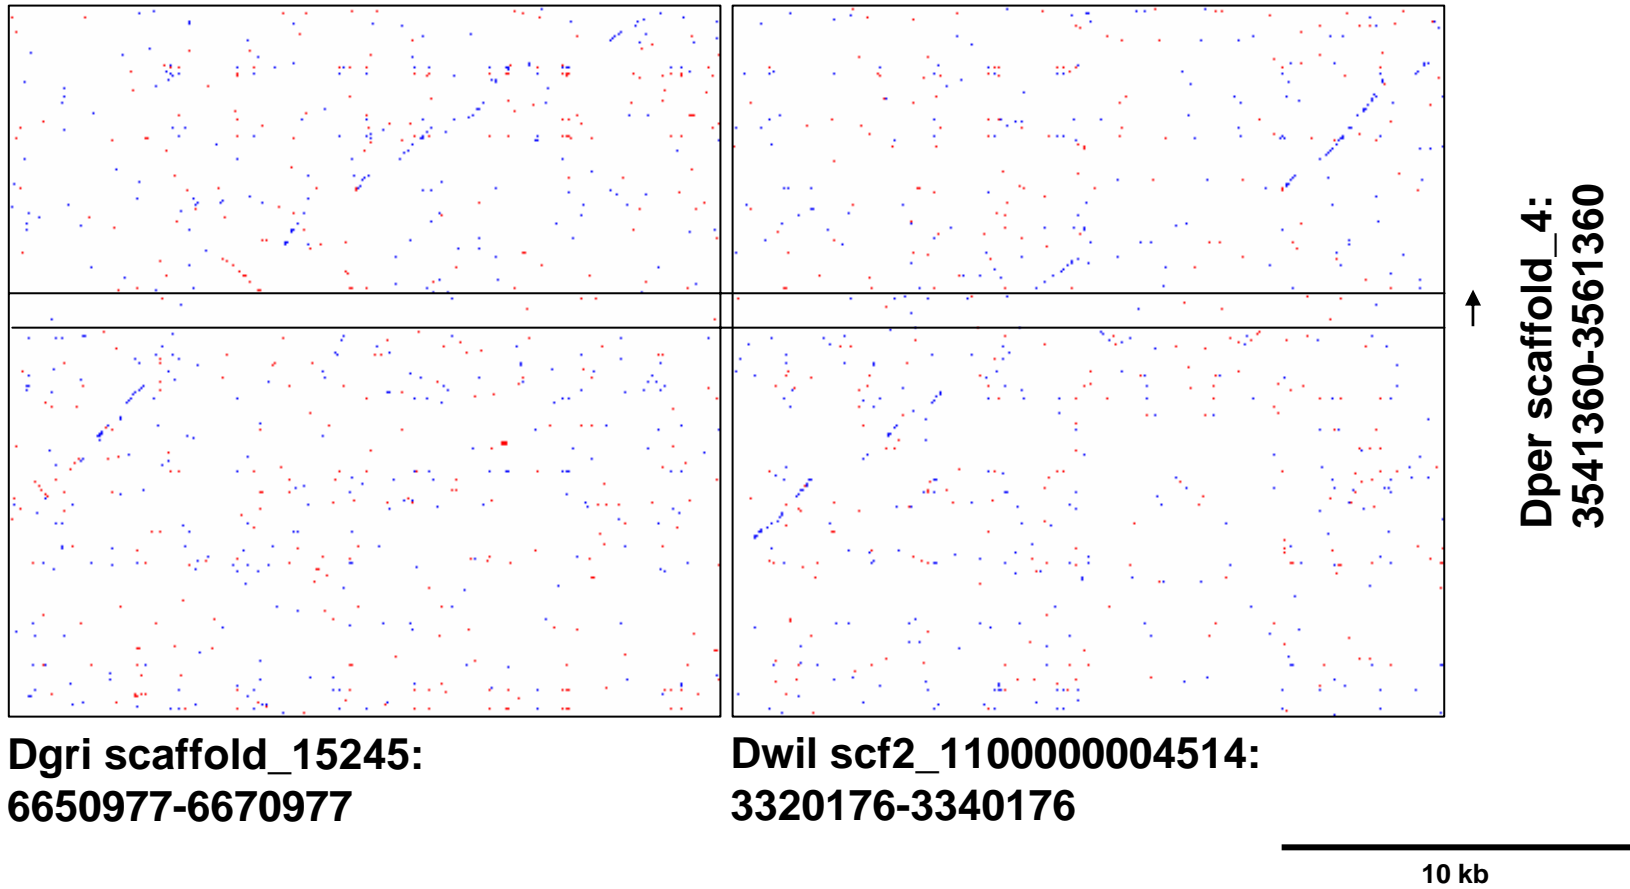 Dgri scaffold_15245:
6650977-6670977
Dwil scf2_1100000004514:
3320176-3340176
Dper scaffold_4:
3541360-3561360
10 kb